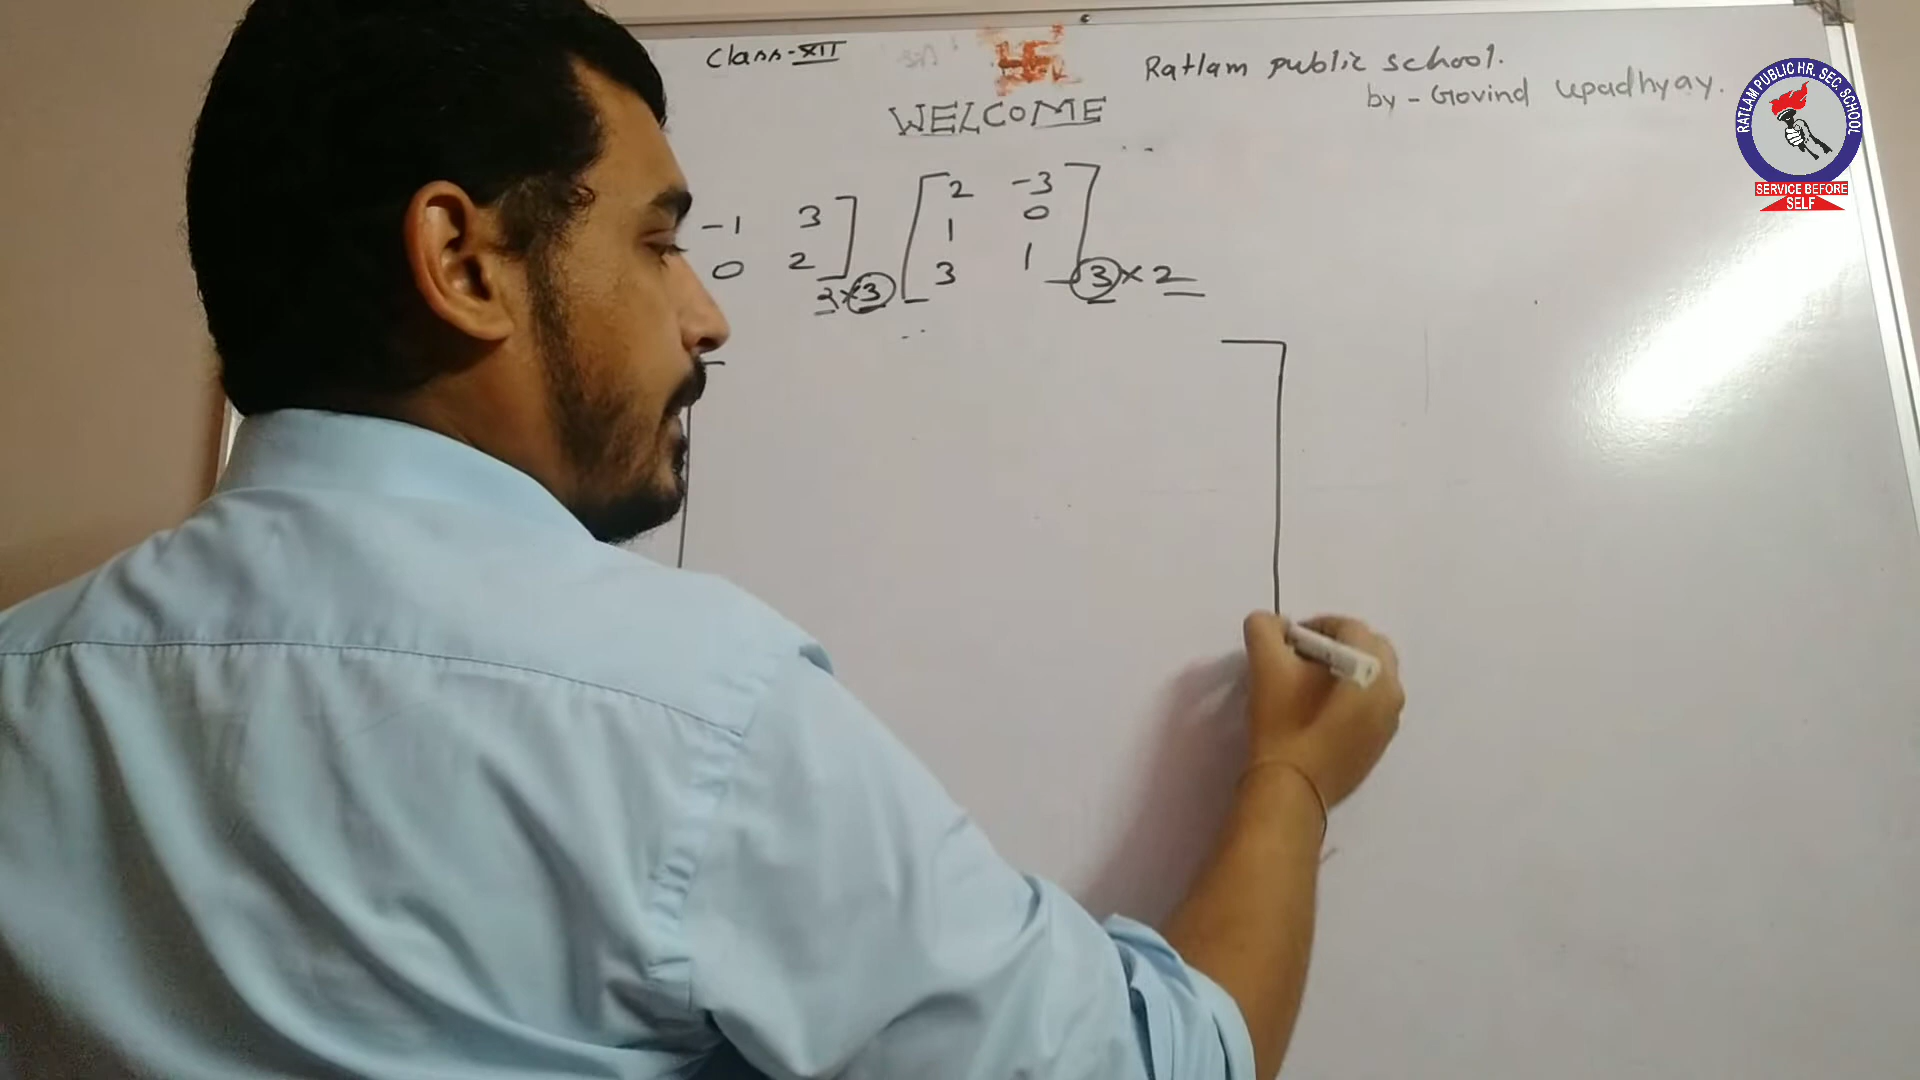 Class-XII
Ratlam public school.
by - Govind Upadhyay.
WELCOME
-1 3] [2 -3]
0 2] 1 0
3 1
2×3 3×2
RATLAM PUBLIC HR. SEC. SCHOOL
SERVICE BEFORE
SELF